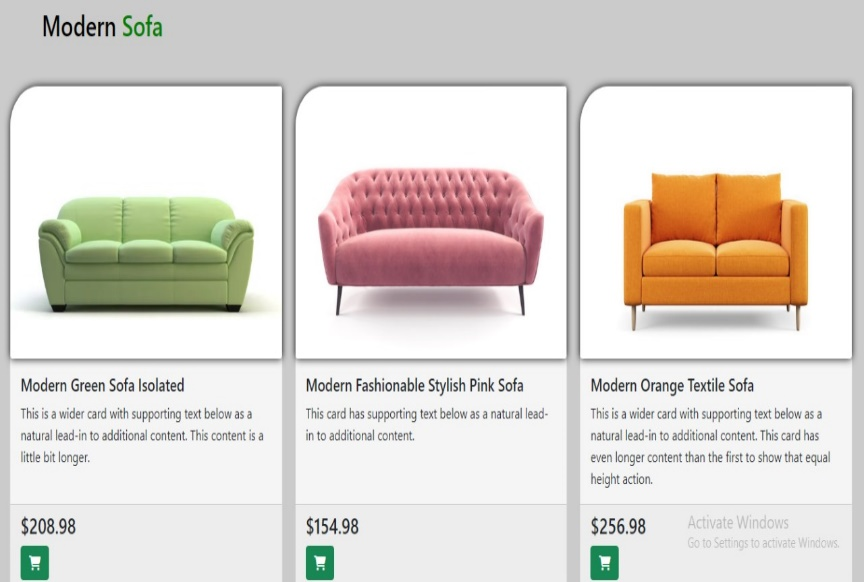 Modern Sofa
Modern Green Sofa Isolated
This is a wider card with supporting text below as a
natural lead-in to additional content. This content is a
little bit longer.
$208.98
Modern Fashionable Stylish Pink Sofa
This card has supporting text below as a natural lead-
in to additional content.
$154.98
Modern Orange Textile Sofa
This is a wider card with supporting text below as a
natural lead-in to additional content. This card has
even longer content than the first to show that equal
height action.
$256.98
Activate Windows
Go to Settings to activate Windows.